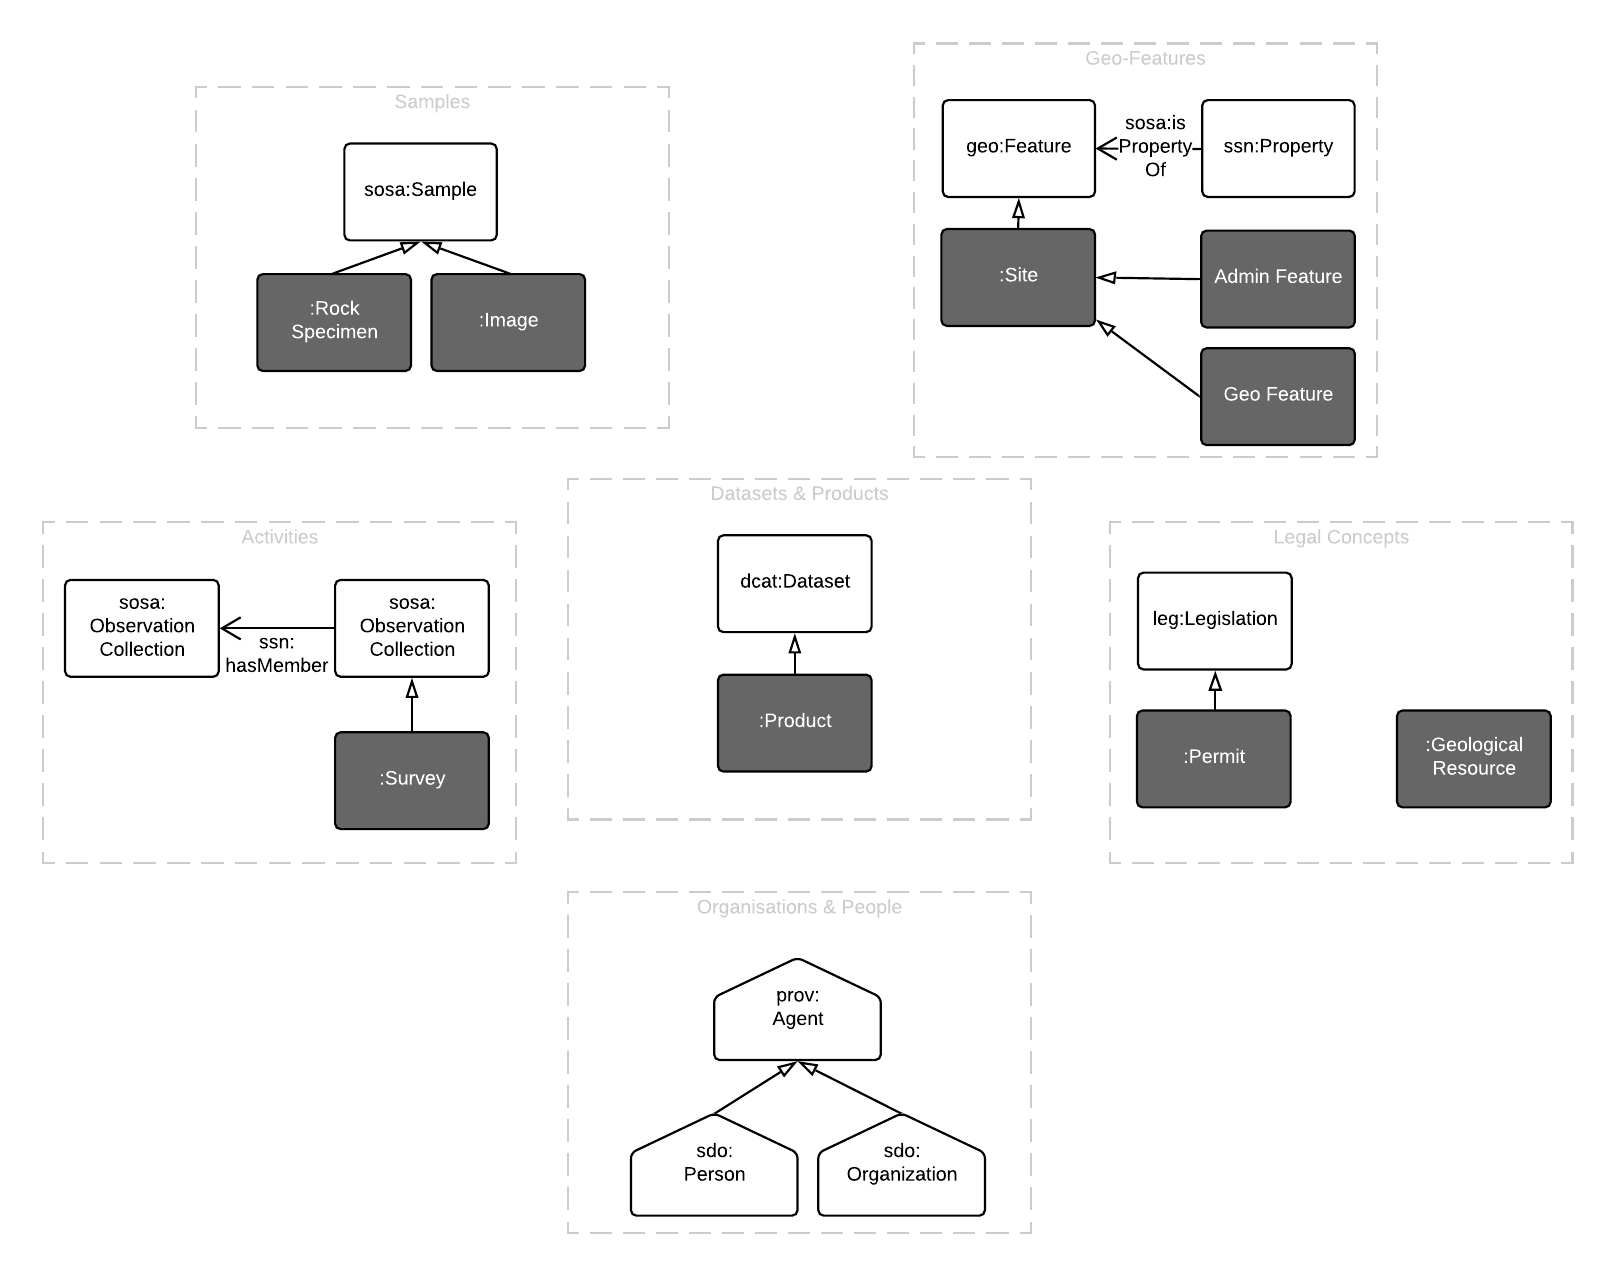 Geo-Features
geo:Feature
sosa:is
Property
Of
ssn:Property
:Site
Admin Feature
Geo Feature
Samples
sosa:Sample
:Rock
Specimen
:Image
Datasets & Products
dcat:Dataset
:Product
Activities
sosa:
Observation
Collection
ssn:
hasMember
sosa:
Observation
Collection
:Survey
Legal Concepts
leg:Legislation
:Permit
:Geological
Resource
Organisations & People
prov:
Agent
sdo:
Person
sdo:
Organization